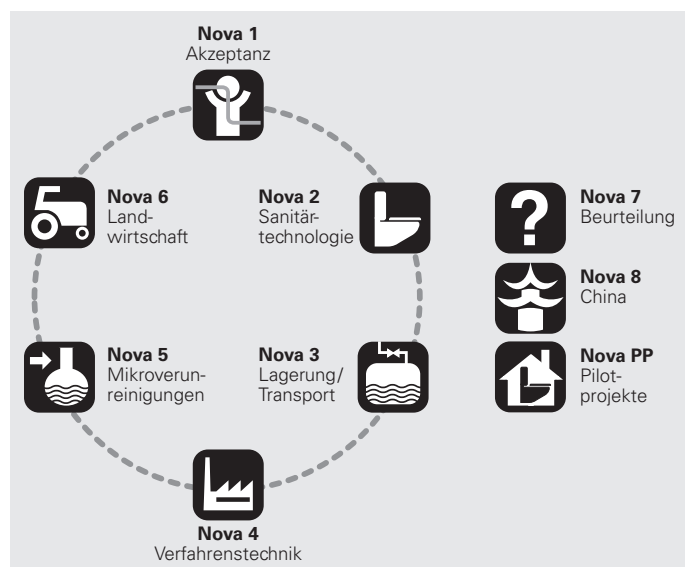 Nova 1
Akzeptanz
Nova 6
Land-
wirtschaft
Nova 2
Sanitär-
technologie
Nova 7
Beurteilung
Nova 8
China
Nova 5
Mikroverun-
reinigungen
Nova 3
Lagerung/
Transport
Nova PP
Pilot-
projekte
Nova 4
Verfahrenstechnik